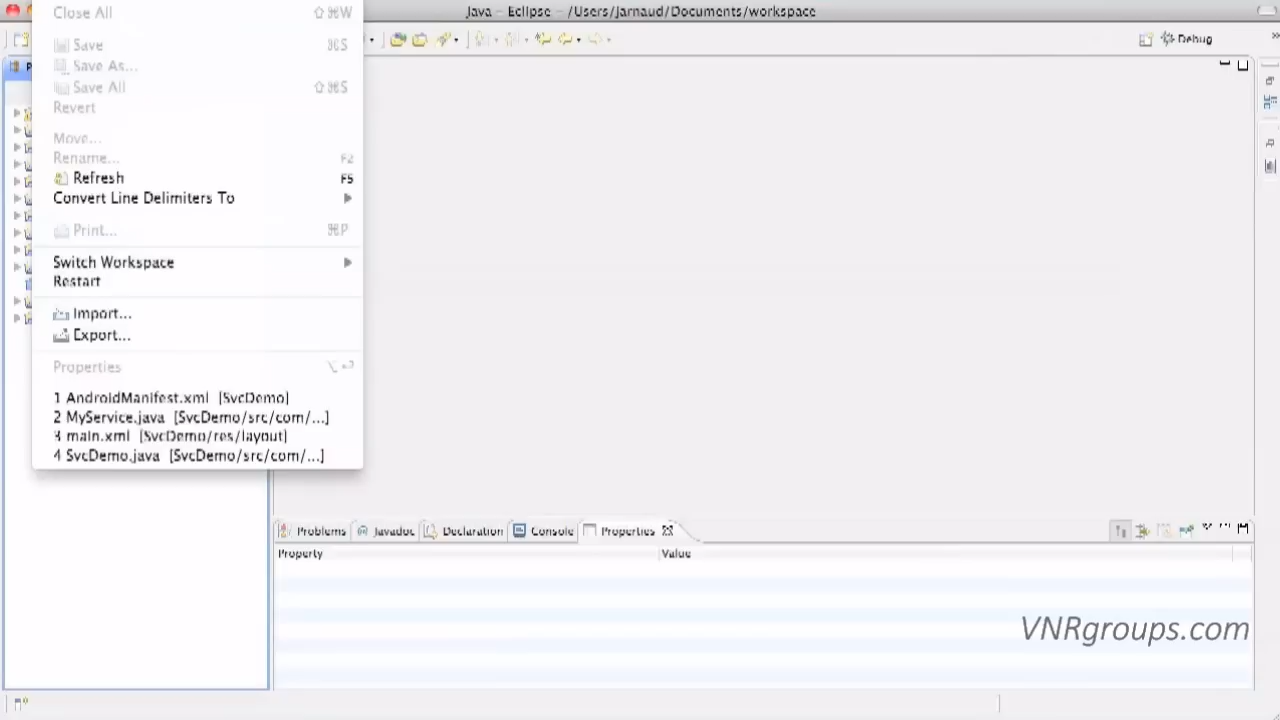 Java – Eclipse – /Users/Jarnaud/Documents/workspace
Close All ⇧⌘W
Save ⌘S
Save As...
Save All ⇧⌘S
Revert
Move...
Rename... F2
Refresh F5
Convert Line Delimiters To
Print... ⌘P
Switch Workspace
Restart
Import...
Export...
Properties ⌥⏎
1 AndroidManifest.xml [SvcDemo]
2 MyService.java [SvcDemo/src/com/...]
3 main.xml [SvcDemo/res/layout]
4 SvcDemo.java [SvcDemo/src/com/...]
Debug
P
Problems Javadoc Declaration Console Properties
Property Value
VNRgroups.com